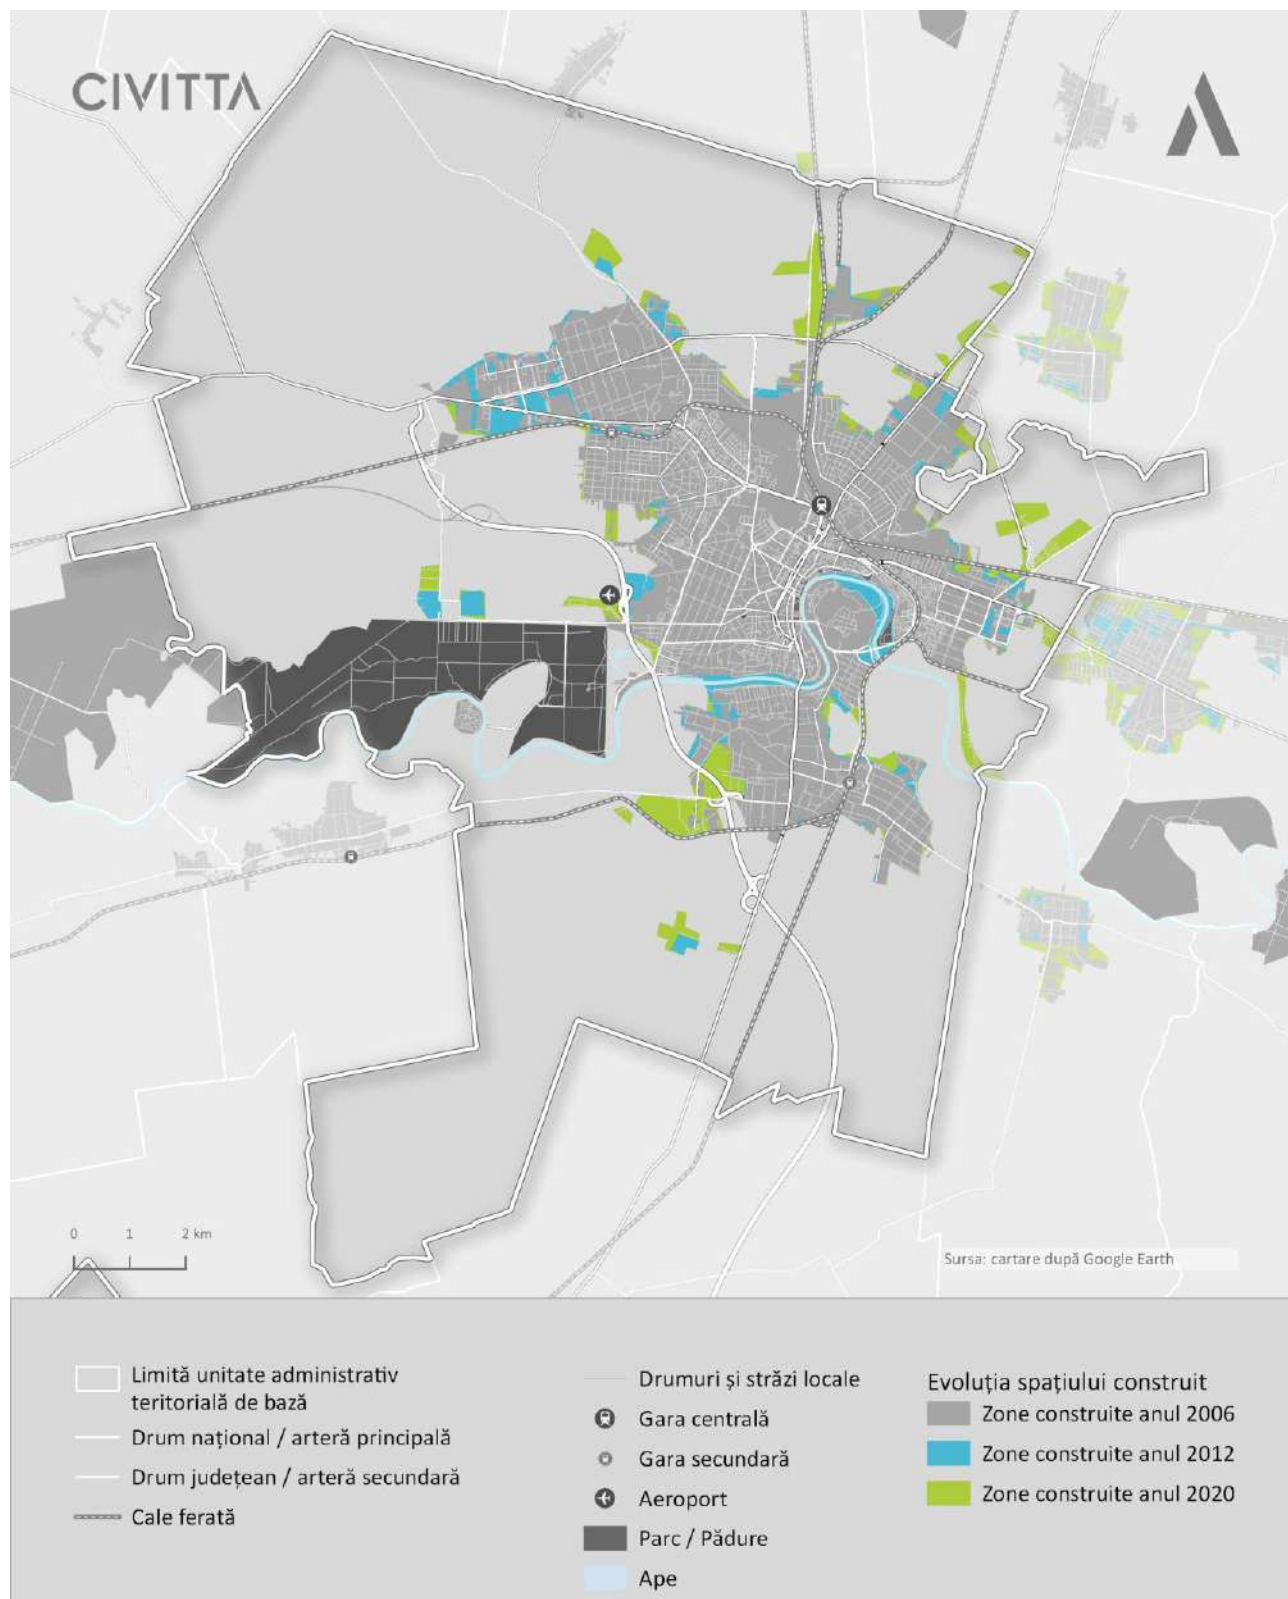 CIVITTA
0 1 2 km
Sursa: cartare după Google Earth
Limită unitate administrativ
teritorială de bază
Drum național / arteră principală
Drum județean / arteră secundară
Cale ferată
Drumuri și străzi locale
Gara centrală
Gara secundară
Aeroport
Parc / Pădure
Ape
Evoluția spațiului construit
Zone construite anul 2006
Zone construite anul 2012
Zone construite anul 2020